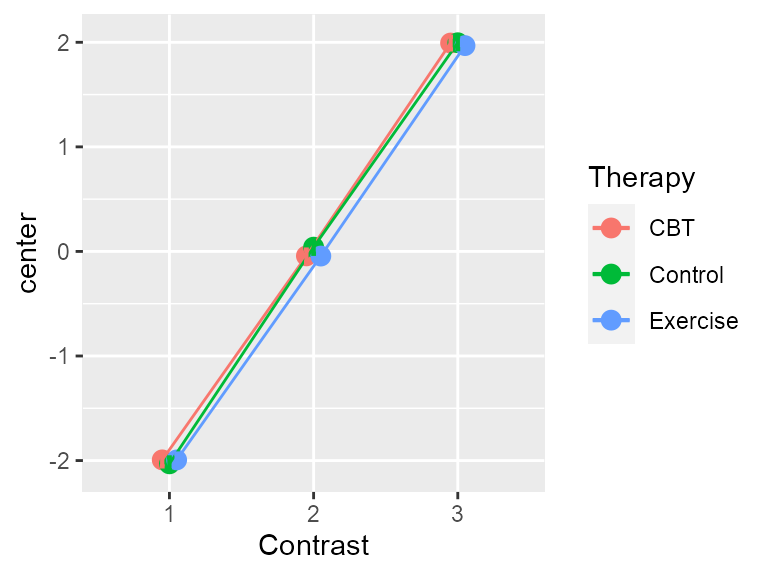 2
1
0
-1
-2
center
1 2 3
Contrast
Therapy
CBT
Control
Exercise